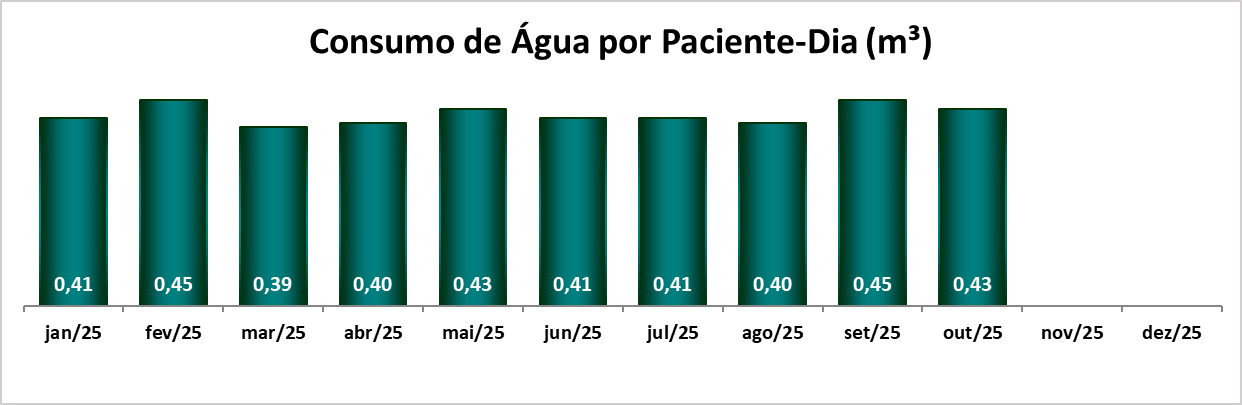 Consumo de Água por Paciente-Dia (m³)
0,41 0,45 0,39 0,40 0,43 0,41 0,41 0,40 0,45 0,43
jan/25 fev/25 mar/25 abr/25 mai/25 jun/25 jul/25 ago/25 set/25 out/25 nov/25 dez/25